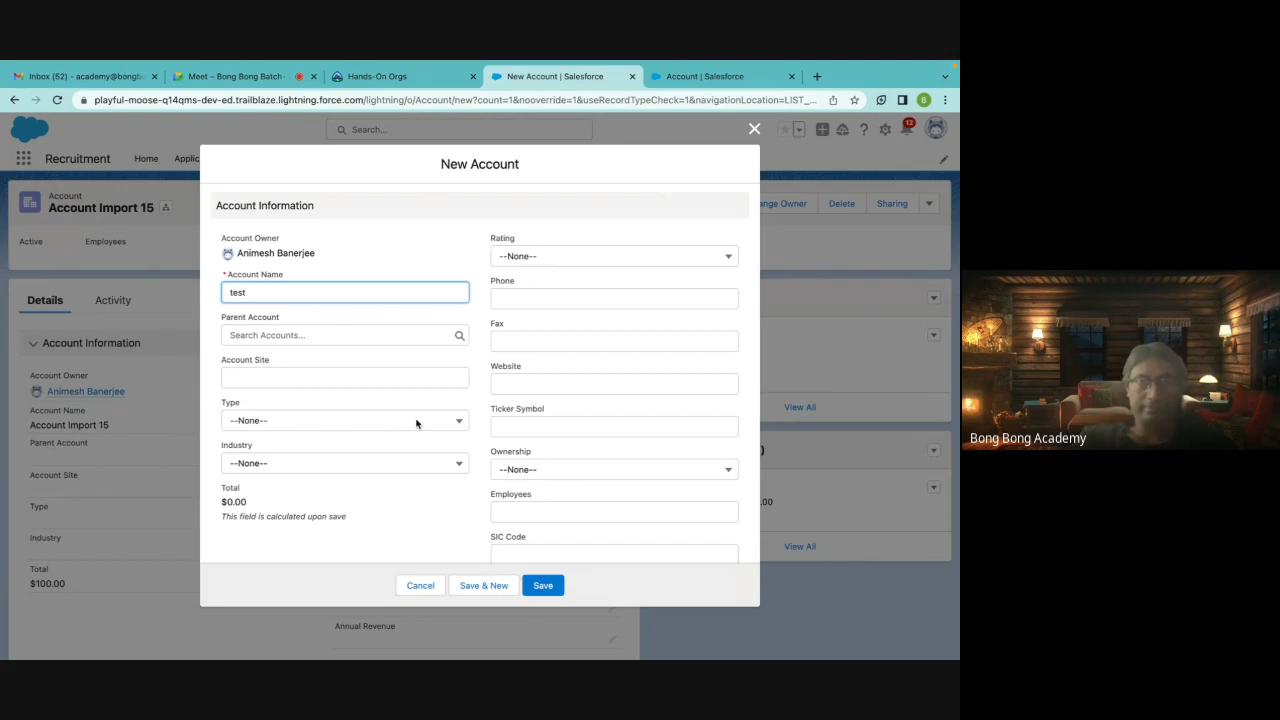 Inbox (52) - academy@bongb
Meet – Bong Bong Batch-
Hands-On Orgs
New Account | Salesforce
Account | Salesforce
playful-moose-q14qms-dev-ed.trailblaze.lightning.force.com/lightning/o/Account/new?count=1&nooverride=1&useRecordTypeCheck=1&navigationLocation=LIST_...
B
Search...
12
Recruitment
Home
Applic
New Account
Account
Account Import 15
nge Owner
Delete
Sharing
Active
Employees
Details
Activity
Account Information
Account Owner
Animesh Banerjee
Account Name
Account Import 15
Parent Account
Account Site
Type
Industry
Total
$100.00
Account Information
Account Owner
Animesh Banerjee
* Account Name
test
Parent Account
Search Accounts...
Account Site
Type
--None--
Industry
--None--
Total
$0.00
This field is calculated upon save
Rating
--None--
Phone
Fax
Website
Ticker Symbol
Ownership
--None--
Employees
SIC Code
Cancel
Save & New
Save
View All
)
.00
View All
Annual Revenue
Bong Bong Academy